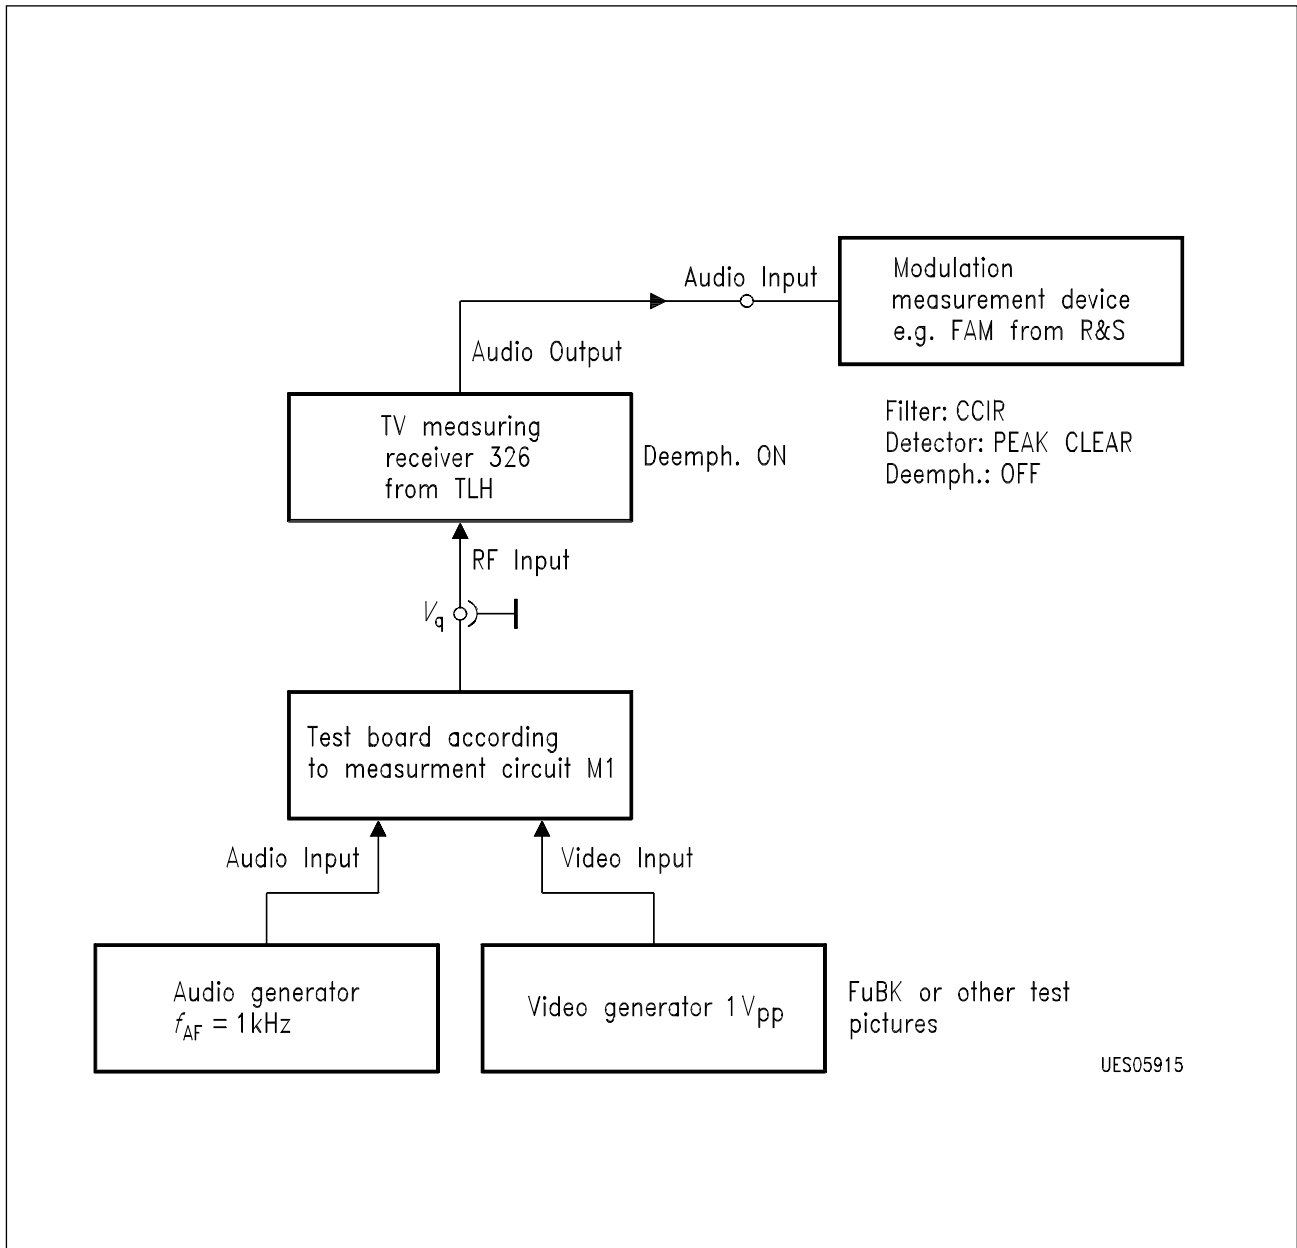 Modulation
measurement device
e.g. FAM from R&S
Audio Input
Audio Output
Filter: CCIR
Detector: PEAK CLEAR
Deemph.: OFF
TV measuring
receiver 326
from TLH
Deemph. ON
RF Input
Vq
Test board according
to measurment circuit M1
Audio Input
Video Input
Audio generator
fAF = 1kHz
Video generator 1Vpp
FuBK or other test
pictures
UES05915